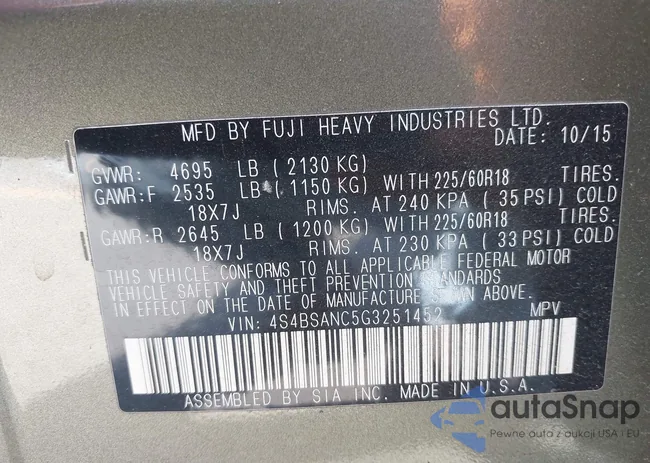 MFD BY FUJI HEAVY INDUSTRIES LTD.
DATE: 10/15
GVWR: 4695 LB (2130 KG)
GAWR:F 2535 LB (1150 KG) WITH 225/60R18 TIRES.
18X7J RIMS. AT 240 KPA (35 PSI) COLD
GAWR:R 2645 LB (1200 KG) WITH 225/60R18 TIRES.
18X7J RIMS. AT 230 KPA (33 PSI) COLD
THIS VEHICLE CONFORMS TO ALL APPLICABLE FEDERAL MOTOR
VEHICLE SAFETY AND THEFT PREVENTION STANDARDS
IN EFFECT ON THE DATE OF MANUFACTURE SHOWN ABOVE.
VIN: 4S4BSANC5G3251452 MPV
ASSEMBLED BY SIA INC. MADE IN U.S.A.
autaSnap
Pewne auta z aukcji USA i EU